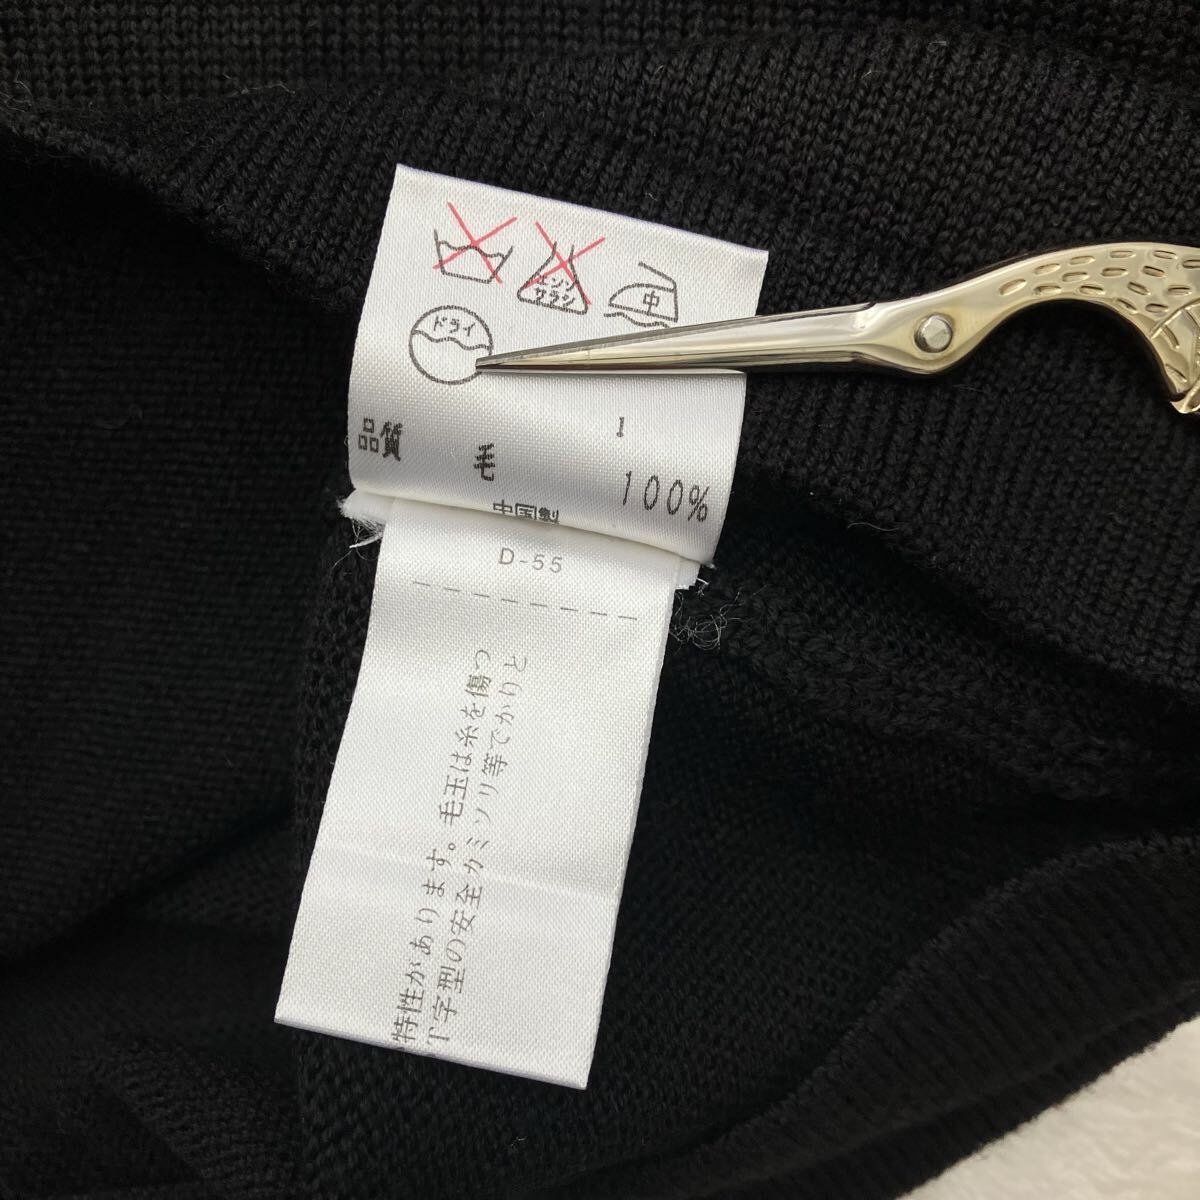 エンソ
サラシ
中
ドライ
1
品質 毛 100%
中国製
D-55
特性があります。毛玉は糸を傷つ
T字型の安全カミソリ等でかりと